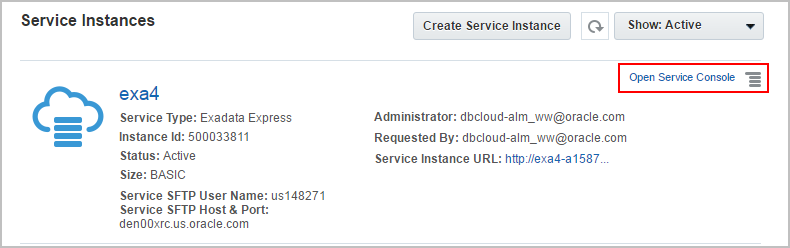 Service Instances
Create Service Instance
Show: Active
Open Service Console
exa4
Service Type: Exadata Express
Instance Id: 500033811
Status: Active
Size: BASIC
Service SFTP User Name: us148271
Service SFTP Host & Port:
den00xrc.us.oracle.com
Administrator: dbcloud-alm_ww@oracle.com
Requested By: dbcloud-alm_ww@oracle.com
Service Instance URL: http://exa4-a1587...